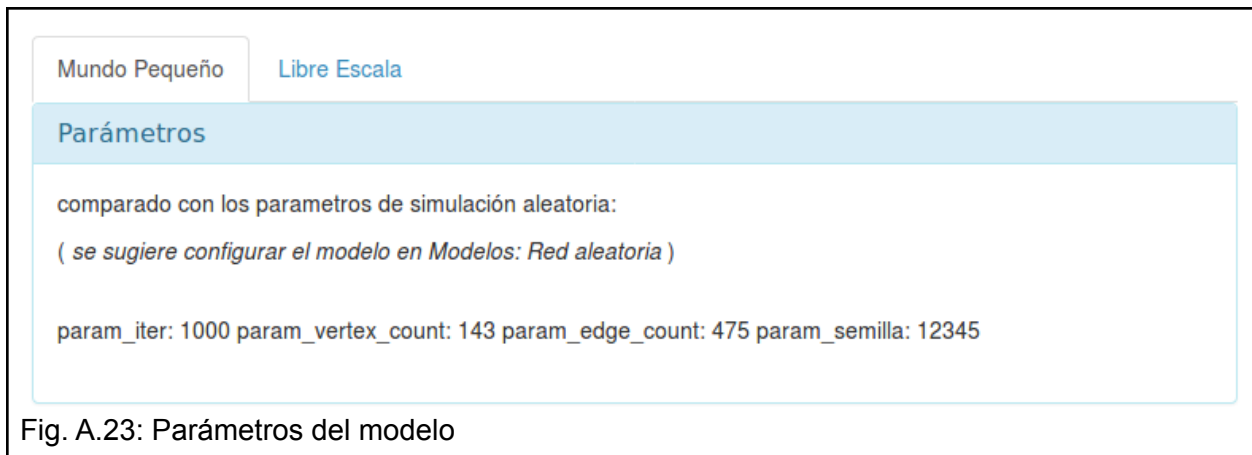 Mundo Pequeño Libre Escala
Parámetros
comparado con los parametros de simulación aleatoria:
( se sugiere configurar el modelo en Modelos: Red aleatoria )
param_iter: 1000 param_vertex_count: 143 param_edge_count: 475 param_semilla: 12345
Fig. A.23: Parámetros del modelo